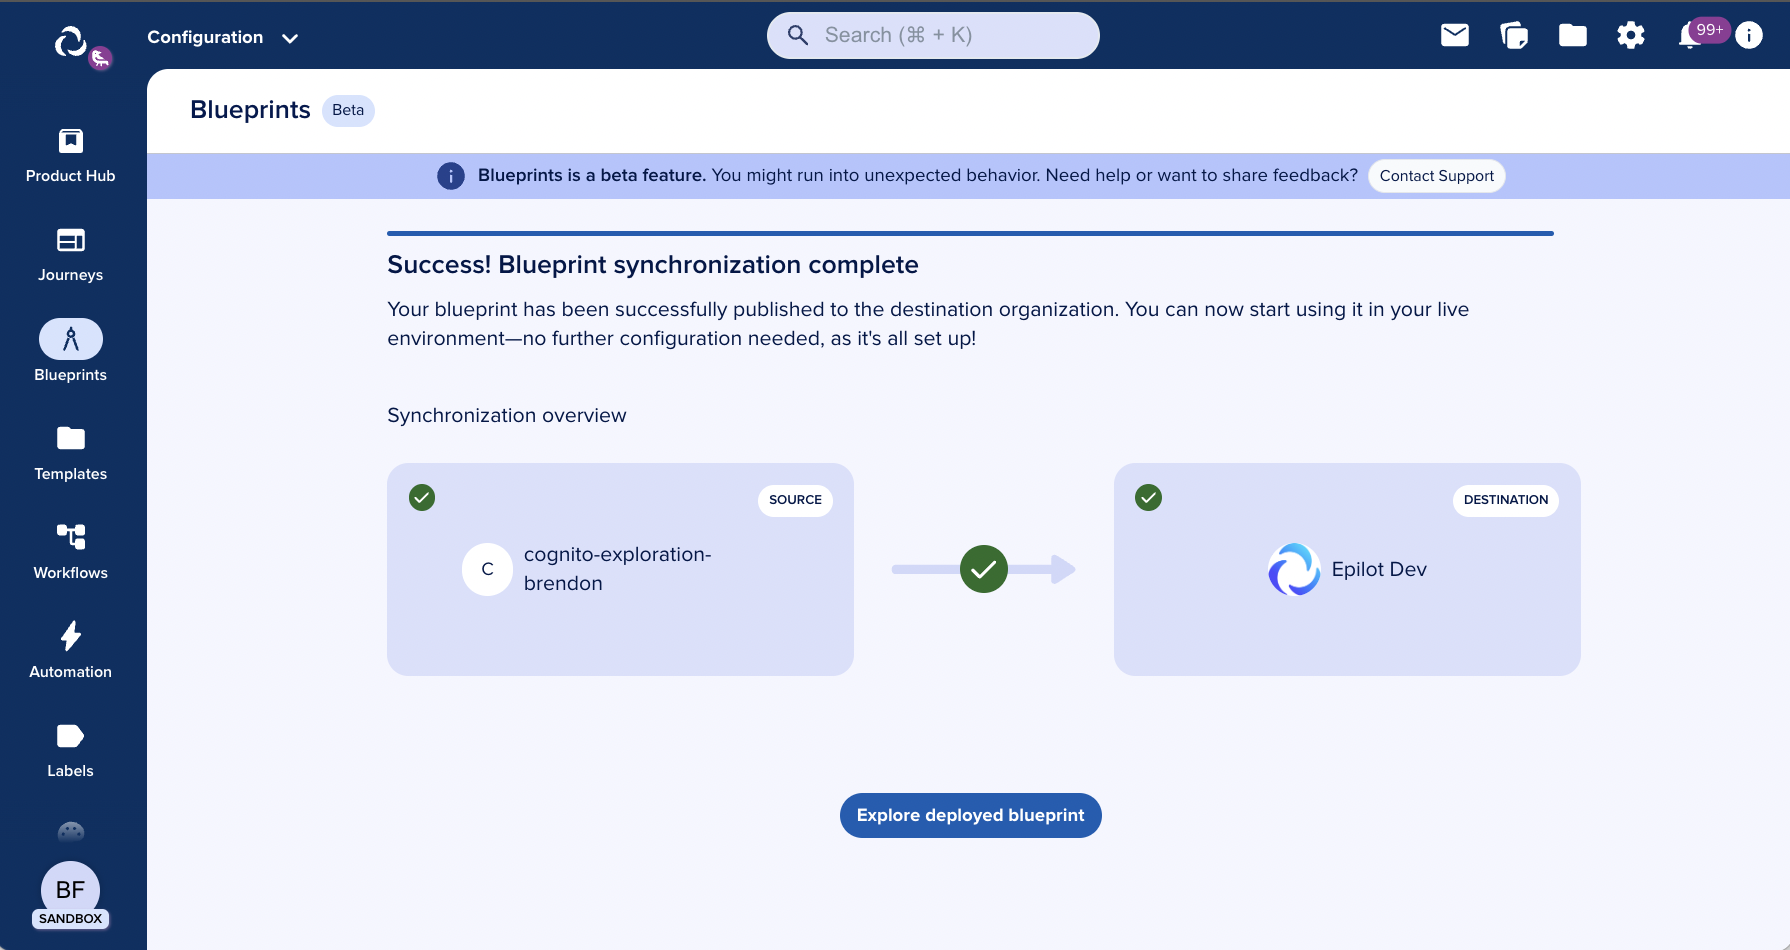 Configuration
Search (⌘ + K)
99+
Blueprints Beta
Product Hub
Blueprints is a beta feature. You might run into unexpected behavior. Need help or want to share feedback? Contact Support
Journeys
Success! Blueprint synchronization complete
Your blueprint has been successfully published to the destination organization. You can now start using it in your live
environment—no further configuration needed, as it's all set up!
Blueprints
Synchronization overview
Templates
SOURCE
C
cognito-exploration-
brendon
DESTINATION
Epilot Dev
Workflows
Automation
Labels
Explore deployed blueprint
BF
SANDBOX